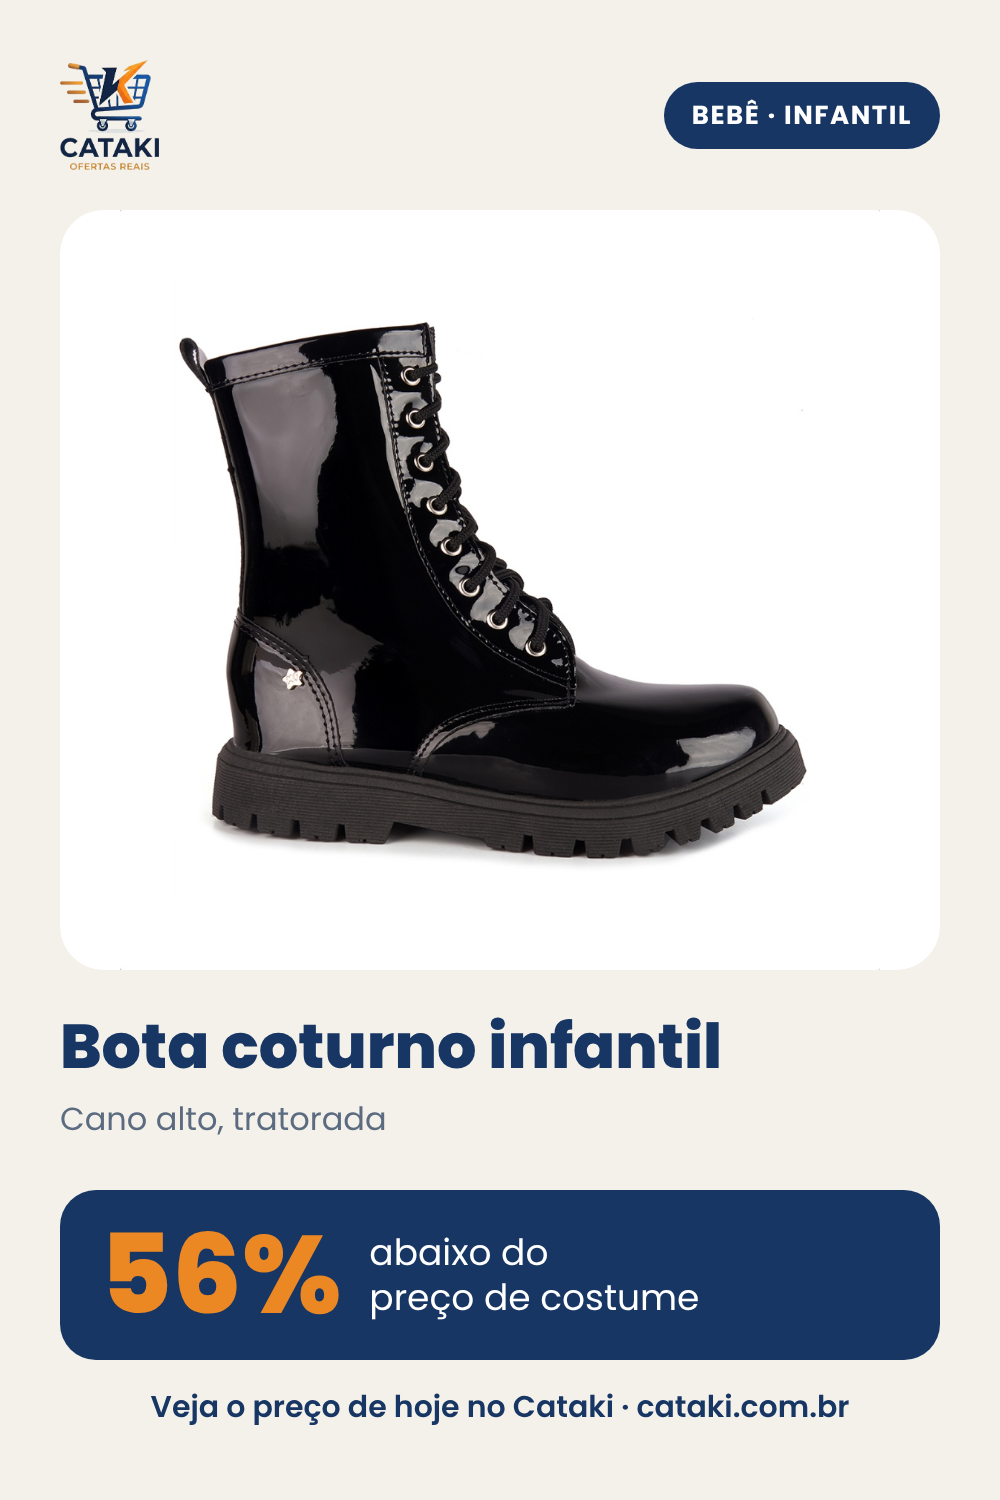 CATAKI
OFERTAS REAIS
BEBÊ · INFANTIL
Bota coturno infantil
Cano alto, tratorada
56%
abaixo do
preço de costume
Veja o preço de hoje no Cataki · cataki.com.br